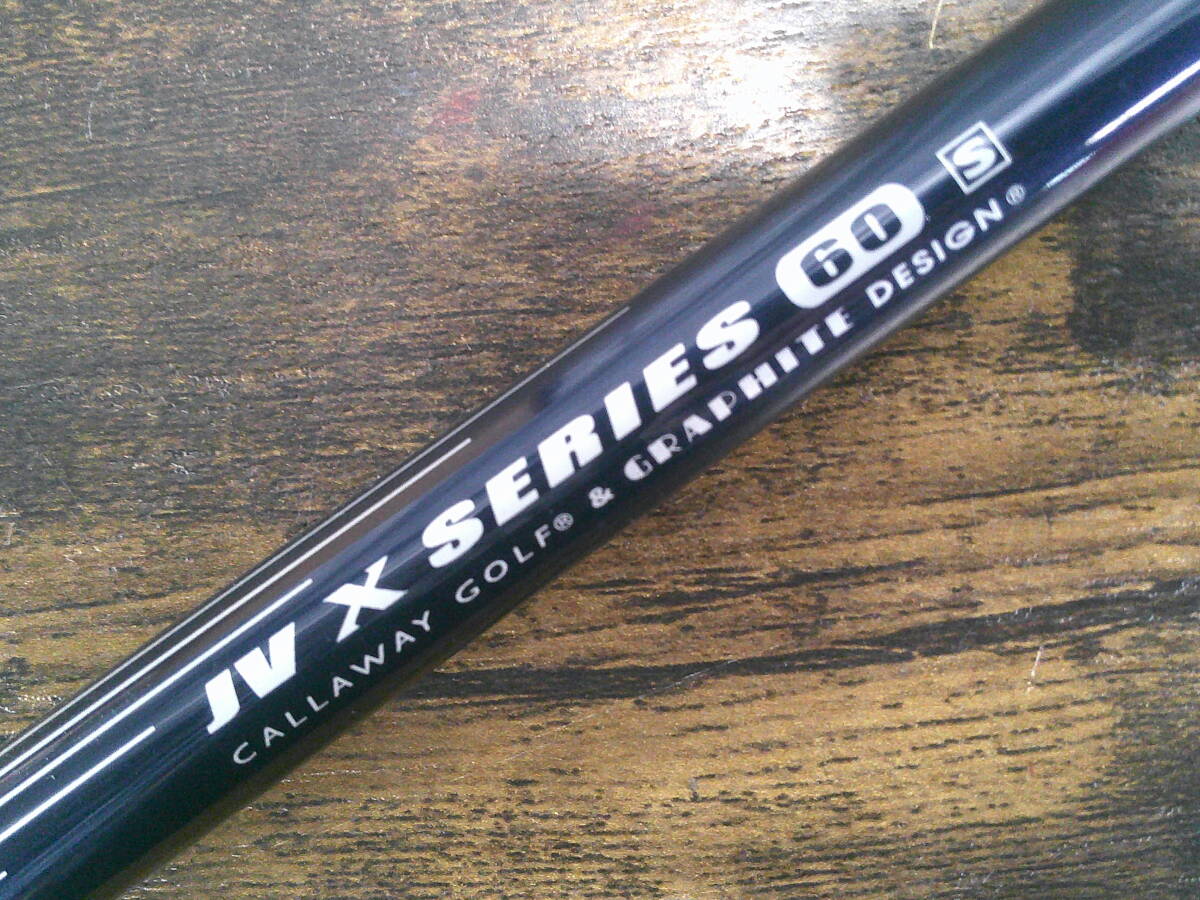 JV X SERIES 60 S
CALLAWAY GOLF® & GRAPHITE DESIGN®